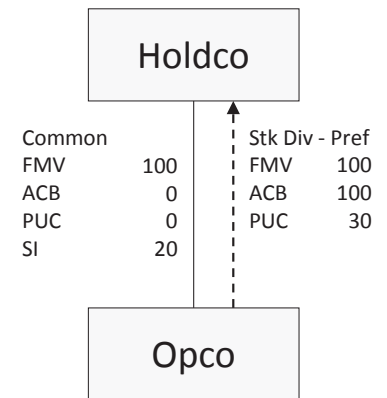 Holdco
Common
FMV 100
ACB 0
PUC 0
SI 20
Stk Div - Pref
FMV 100
ACB 100
PUC 30
Opco